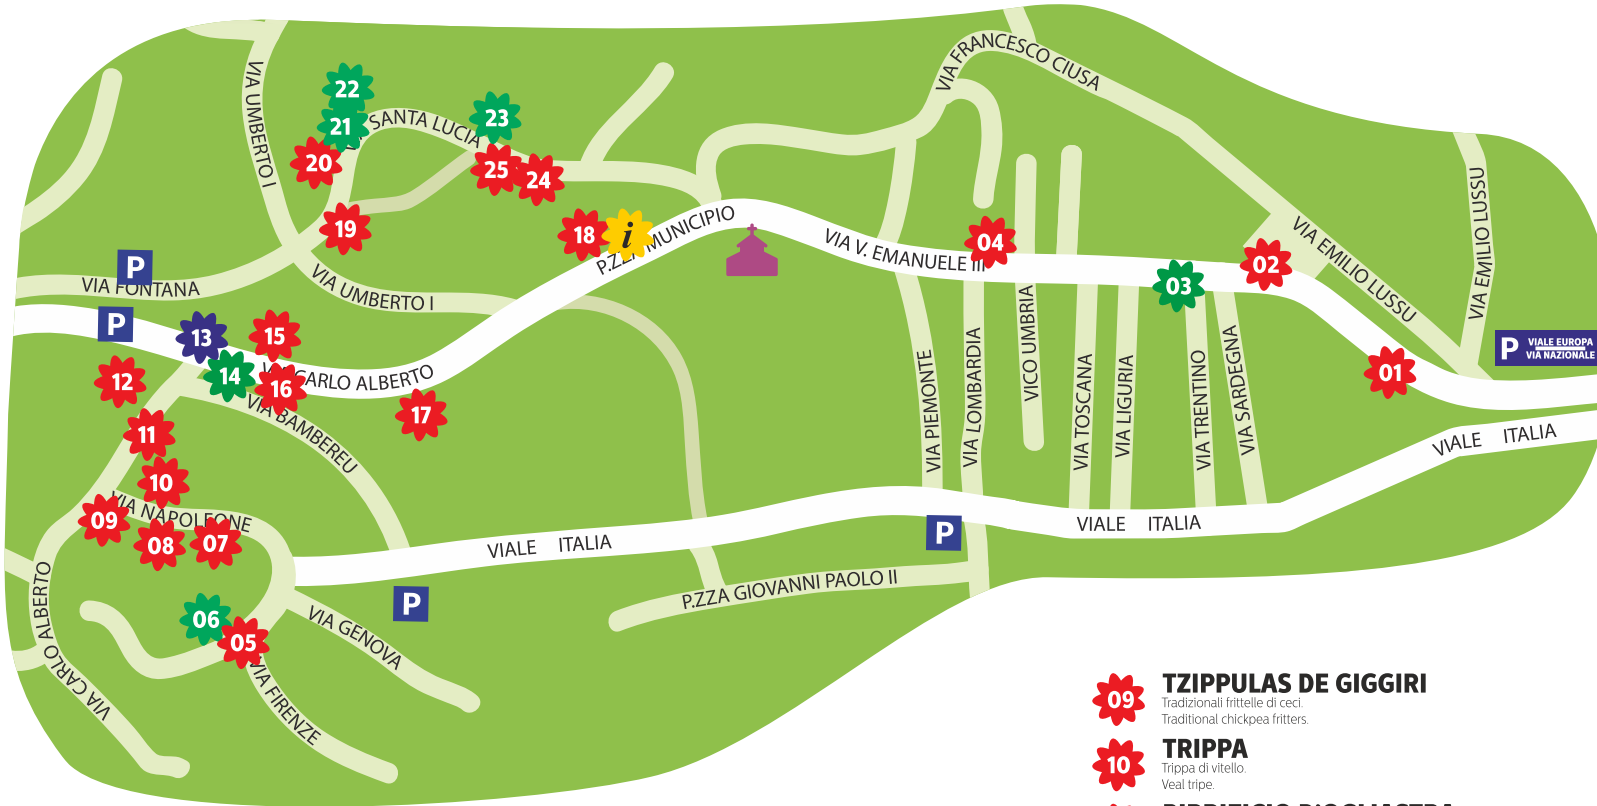 VIA FRANCESCO CIUSA
VIA UMBERTO I
22
21
SANTA LUCIA
23
20
25
24
19
18
i
P.ZZA MUNICIPIO
VIA V. EMANUELE III
04
02
03
VIA EMILIO LUSSU
VIA EMILIO LUSSU
P
VIA FONTANA
VIA UMBERTO I
P
13
15
14
VIA CARLO ALBERTO
16
12
17
VIA BAMBEREU
11
10
VIA NAPOLEONE
09
08
07
VIA PIEMONTE
VIA LOMBARDIA
VICO UMBRIA
VIA TOSCANA
VIA LIGURIA
VIA TRENTINO
VIA SARDEGNA
01
P VIALE EUROPA
VIA NAZIONALE
VIALE ITALIA
VIALE ITALIA
VIALE ITALIA
P
P.ZZA GIOVANNI PAOLO II
P
VIA GENOVA
06
05
VIA FIRENZE
VIA CARLO ALBERTO
09 TZIPPULAS DE GIGGIRI
Tradizionali frittelle di ceci.
Traditional chickpea fritters.
10 TRIPPA
Trippa di vitello.
Veal tripe.